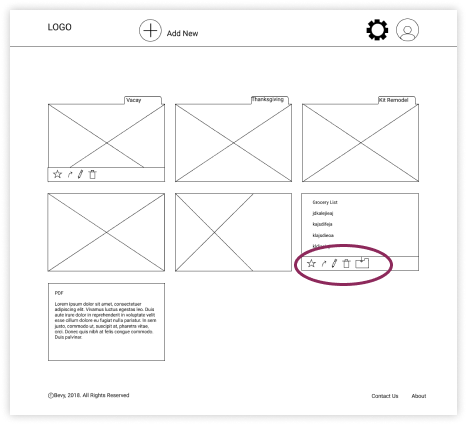 LOGO
Add New
Vacay
Thanksgiving
Kit Remodel
Grocery List
jdkalejleaj
kajsdlfeja
klajsdieoa
PDF
Lorem ipsum dolor sit amet, consectetuer
adipiscing elit. Vivamus luctus egestas leo. Duis
aute irure dolor in reprehenderit in voluptate velit
esse cillum dolore eu fugiat nulla pariatur. In sem
justo, commodo ut, suscipit at, pharetra vitae,
orci. Donec quis nibh at felis congue commodo.
Duis pulvinar
©Bevy, 2018. All Rights Reserved
Contact Us
About